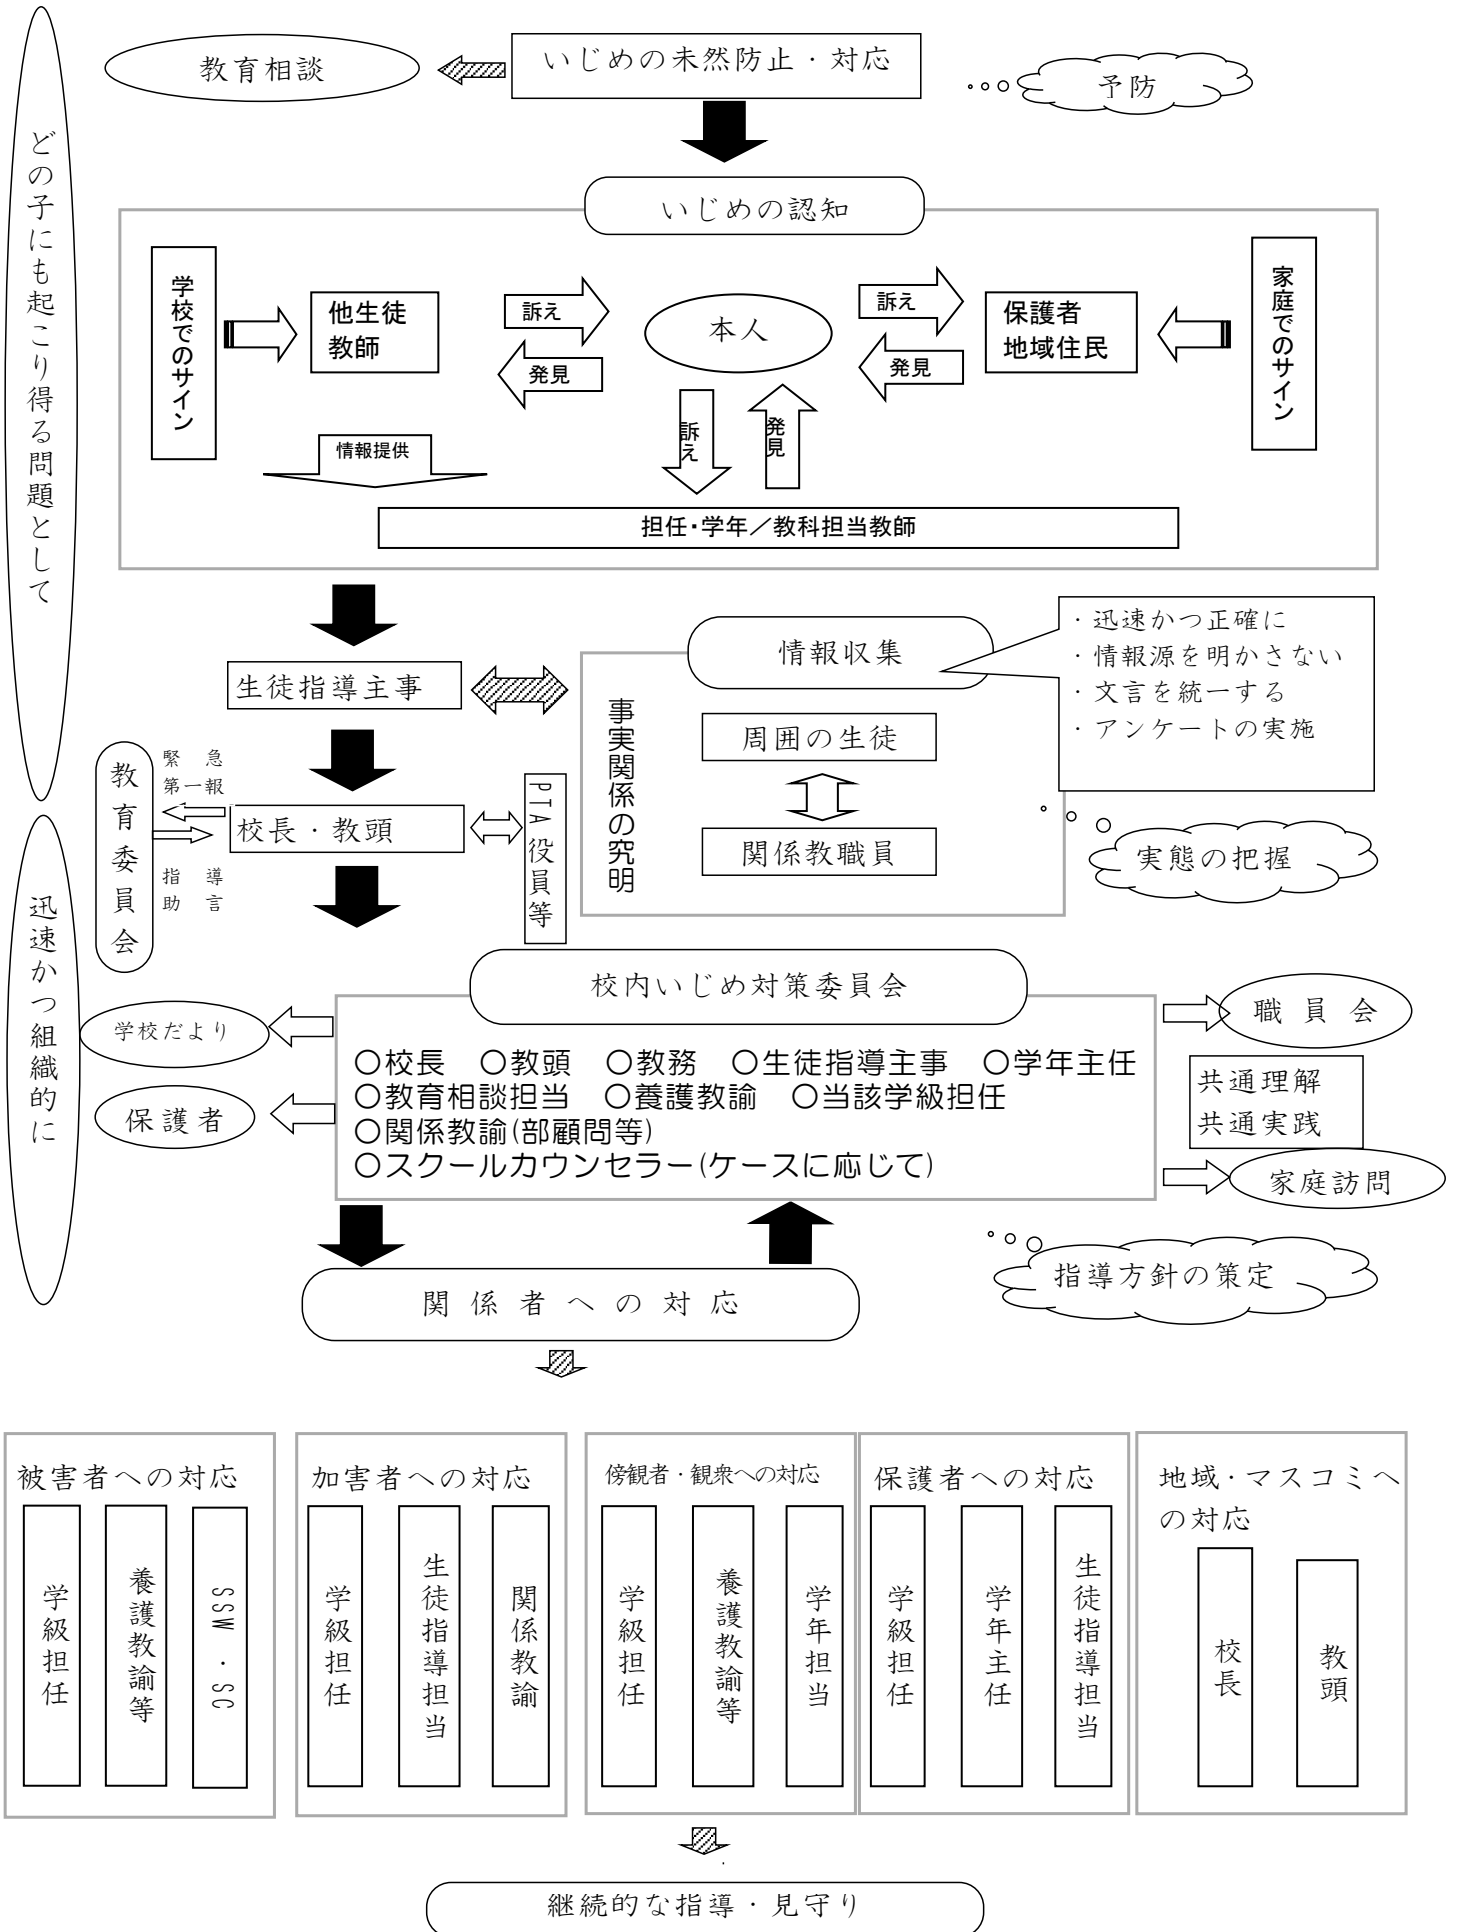 教育相談
いじめの未然防止・対応
予防
どの子にも起こり得る問題として
いじめの認知
学校でのサイン
他生徒
教師
訴え
発見
本人
訴え
発見
保護者
地域住民
家庭でのサイン
情報提供
訴え
発見
担任・学年／教科担当教師
生徒指導主事
情報収集
・迅速かつ正確に
・情報源を明かさない
・文言を統一する
・アンケートの実施
事実関係の究明
周囲の生徒
関係教職員
実態の把握
教育委員会
緊　急
第一報
校長・教頭
指　導
助　言
PTA役員等
迅速かつ組織的に
校内いじめ対策委員会
学校だより
保護者
○校長　○教頭　○教務　○生徒指導主事　○学年主任
○教育相談担当　○養護教諭　○当該学級担任
○関係教諭(部顧問等)
○スクールカウンセラー(ケースに応じて)
職　員　会
共通理解
共通実践
家庭訪問
指導方針の策定
関　係　者　へ　の　対　応
被害者への対応
学級担任
養護教諭等
SSW・SC
加害者への対応
学級担任
生徒指導担当
関係教諭
傍観者・観衆への対応
学級担任
養護教諭等
学年担当
保護者への対応
学級担任
学年主任
生徒指導担当
地域・マスコミへ
の対応
校長
教頭
継続的な指導・見守り